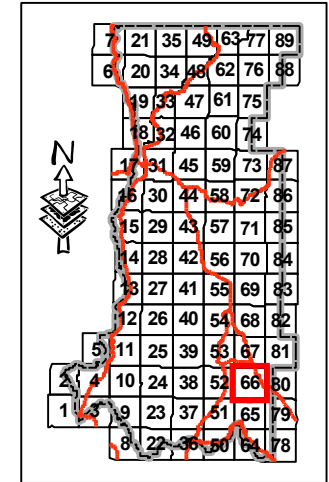 7 21 35 49 63 77 89
6 20 34 48 62 76 88
19 33 47 61 75
18 32 46 60 74
N
17 31 45 59 73 87
16 30 44 58 72 86
15 29 43 57 71 85
14 28 42 56 70 84
13 27 41 55 69 83
12 26 40 54 68 82
5 11 25 39 53 67 81
2 4 10 24 38 52 66 80
1 3 9 23 37 51 65 79
8 22 36 50 64 78